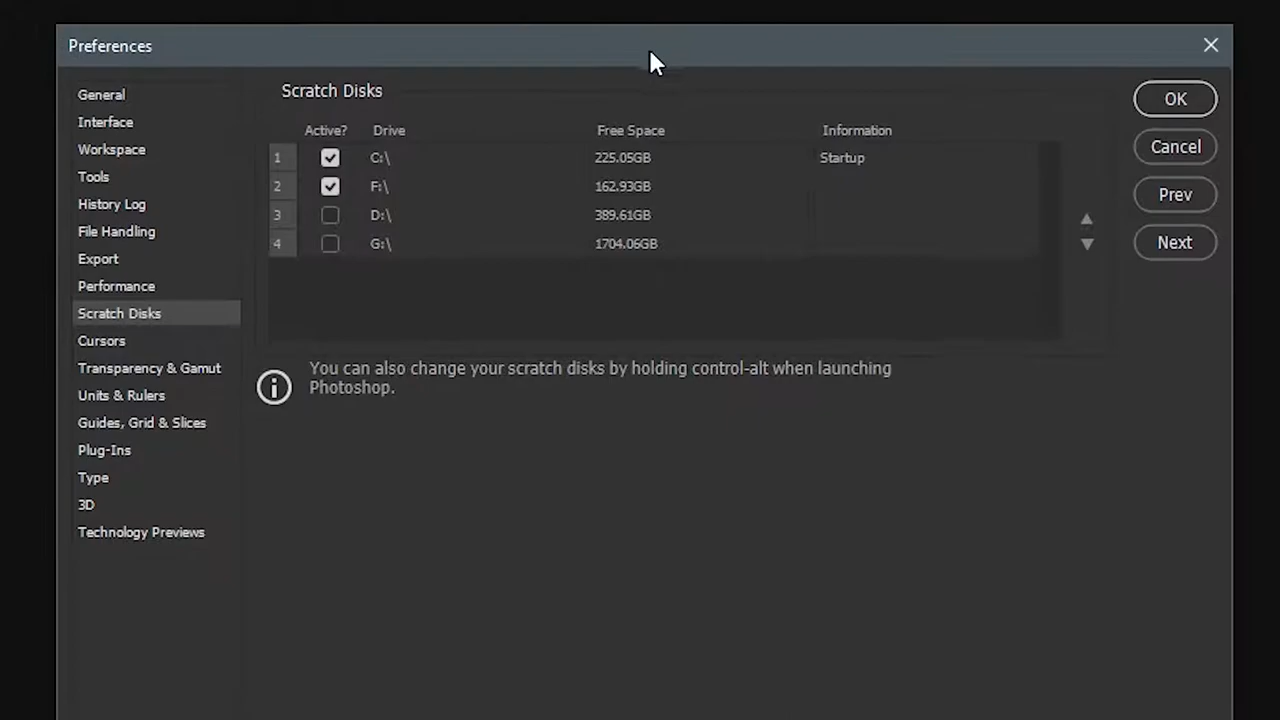 Preferences
General
Interface
Workspace
Tools
History Log
File Handling
Export
Performance
Scratch Disks
Cursors
Transparency & Gamut
Units & Rulers
Guides, Grid & Slices
Plug-Ins
Type
3D
Technology Previews
Scratch Disks
Active? Drive Free Space Information
1 C:\ 225.05GB Startup
2 F:\ 162.93GB
3 D:\ 389.61GB
4 G:\ 1704.06GB
You can also change your scratch disks by holding control-alt when launching
Photoshop.
OK
Cancel
Prev
Next